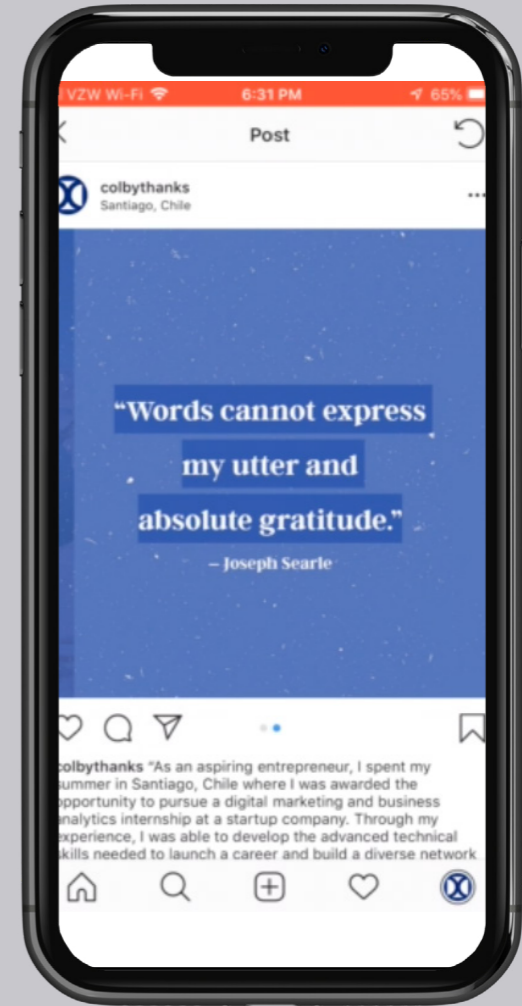 VZW Wi-Fi 6:31 PM 65%
Post
colbythanks
Santiago, Chile
“Words cannot express
my utter and
absolute gratitude.”
– Joseph Searle
colbythanks “As an aspiring entrepreneur, I spent my
summer in Santiago, Chile where I was awarded the
opportunity to pursue a digital marketing and business
analytics internship at a startup company. Through my
experience, I was able to develop the advanced technical
skills needed to launch a career and build a diverse network